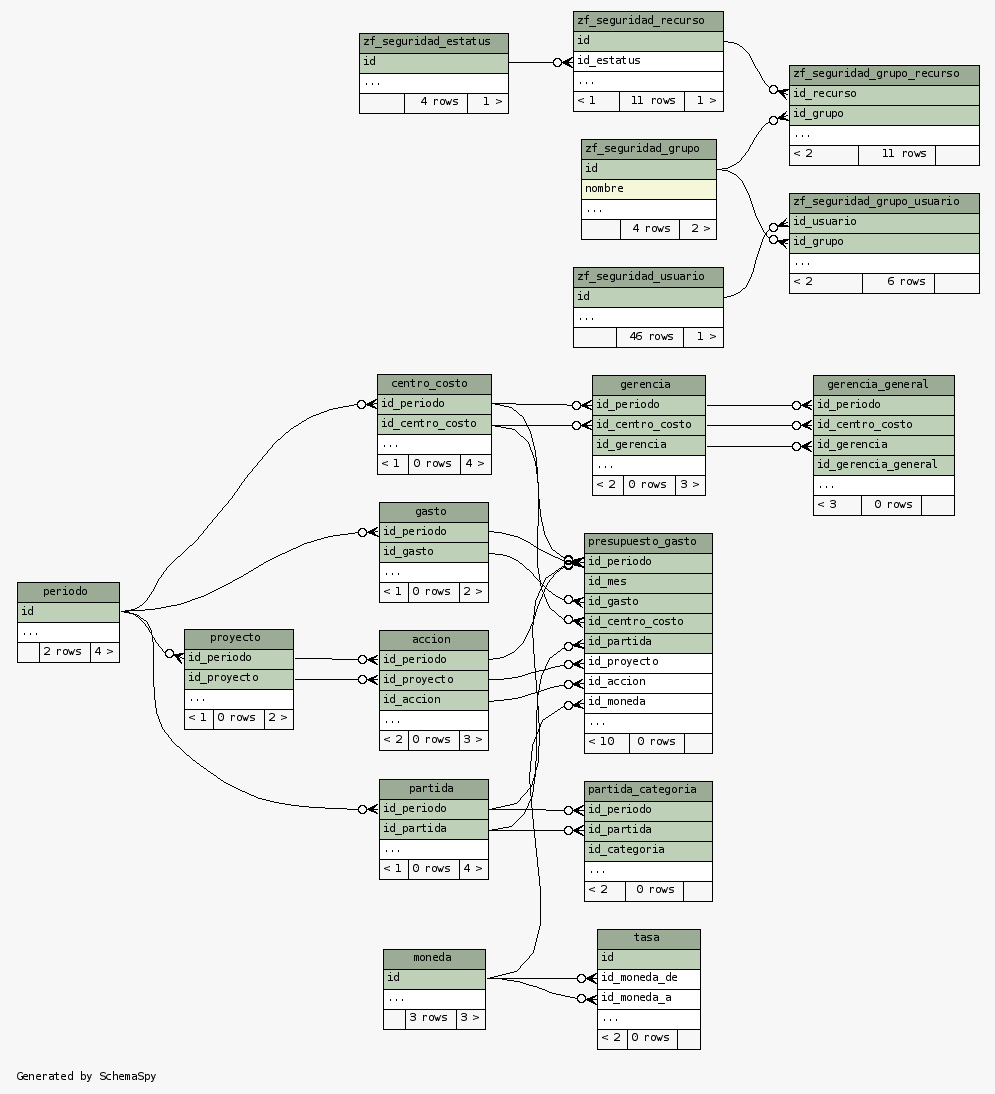 zf_seguridad_estatus
id
...
4 rows 1 >
zf_seguridad_recurso
id
id_estatus
...
< 1 11 rows 1 >
zf_seguridad_grupo_recurso
id_recurso
id_grupo
...
< 2 11 rows
zf_seguridad_grupo
id
nombre
...
4 rows 2 >
zf_seguridad_grupo_usuario
id_usuario
id_grupo
...
< 2 6 rows
zf_seguridad_usuario
id
...
46 rows 1 >
centro_costo
id_periodo
id_centro_costo
...
< 1 0 rows 4 >
gerencia
id_periodo
id_centro_costo
id_gerencia
...
< 2 0 rows 3 >
gerencia_general
id_periodo
id_centro_costo
id_gerencia
id_gerencia_general
...
< 3 0 rows
gasto
id_periodo
id_gasto
...
< 1 0 rows 2 >
presupuesto_gasto
id_periodo
id_mes
id_gasto
id_centro_costo
id_partida
id_proyecto
id_accion
id_moneda
...
< 10 0 rows
periodo
id
...
2 rows 4 >
proyecto
id_periodo
id_proyecto
...
< 1 0 rows 2 >
accion
id_periodo
id_proyecto
id_accion
...
< 2 0 rows 3 >
partida
id_periodo
id_partida
...
< 1 0 rows 4 >
partida_categoria
id_periodo
id_partida
id_categoria
...
< 2 0 rows
moneda
id
...
3 rows 3 >
tasa
id
id_moneda_de
id_moneda_a
...
< 2 0 rows
Generated by SchemaSpy